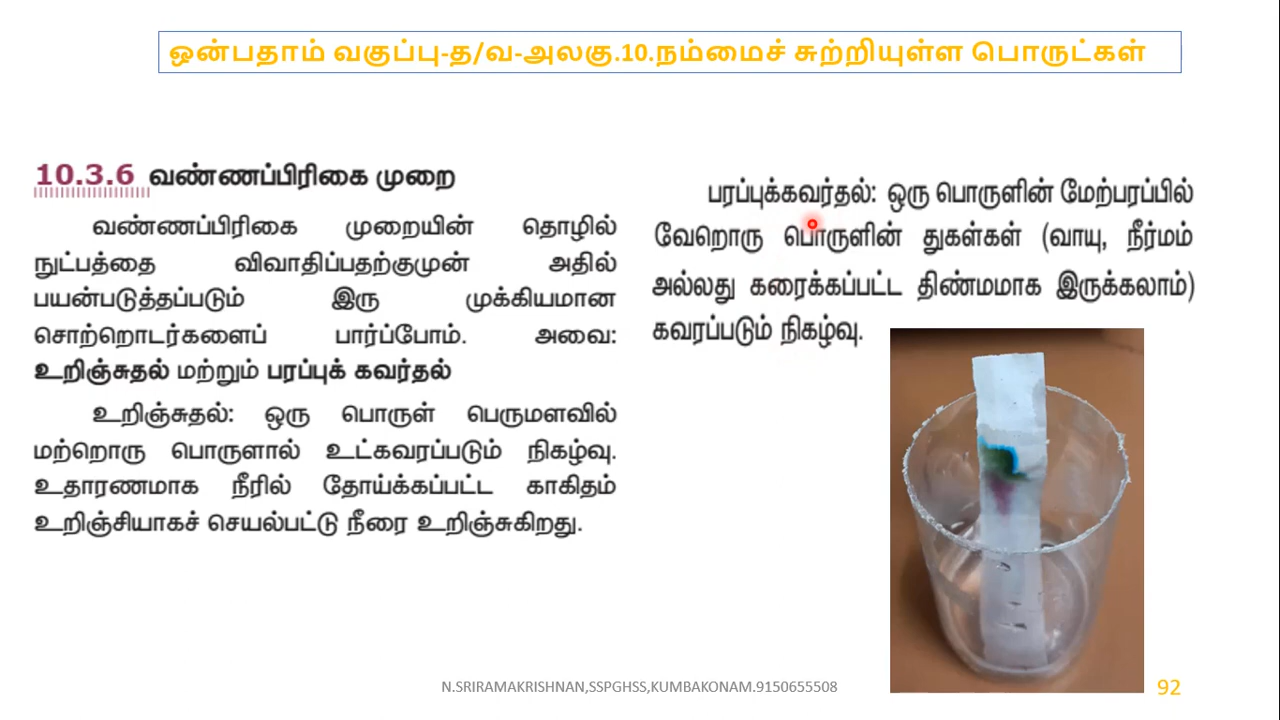 ஒன்பதாம் வகுப்பு-த/வ-அலகு.10.நம்மைச் சுற்றியுள்ள பொருட்கள்
10.3.6 வண்ணப்பிரிகை முறை
வண்ணப்பிரிகை முறையின் தொழில்
நுட்பத்தை விவாதிப்பதற்குமுன் அதில்
பயன்படுத்தப்படும் இரு முக்கியமான
சொற்றொடர்களைப் பார்ப்போம். அவை:
உறிஞ்சுதல் மற்றும் பரப்புக் கவர்தல்
உறிஞ்சுதல்: ஒரு பொருள் பெருமளவில்
மற்றொரு பொருளால் உட்கவரப்படும் நிகழ்வு.
உதாரணமாக நீரில் தோய்க்கப்பட்ட காகிதம்
உறிஞ்சியாகச் செயல்பட்டு நீரை உறிஞ்சுகிறது.
பரப்புக்கவர்தல்: ஒரு பொருளின் மேற்பரப்பில்
வேறொரு பொருளின் துகள்கள் (வாயு, நீர்மம்
அல்லது கரைக்கப்பட்ட திண்மமாக இருக்கலாம்)
கவரப்படும் நிகழ்வு.
N.SRIRAMAKRISHNAN,SSPGHSS,KUMBAKONAM.9150655508
92